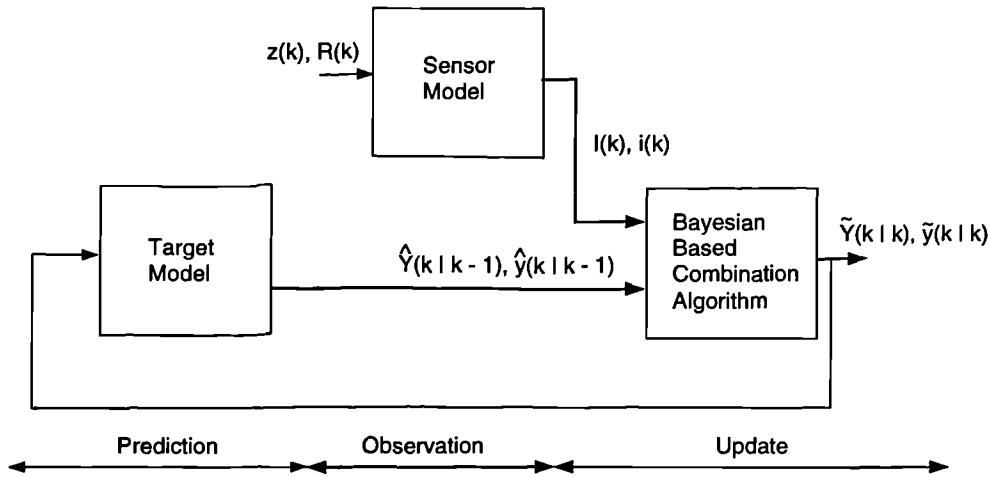 z(k), R(k)
Sensor
Model
I(k), i(k)
Target
Model
Ŷ(k | k - 1), ŷ(k | k - 1)
Bayesian
Based
Combination
Algorithm
Ỹ(k | k), ỹ(k | k)
Prediction
Observation
Update